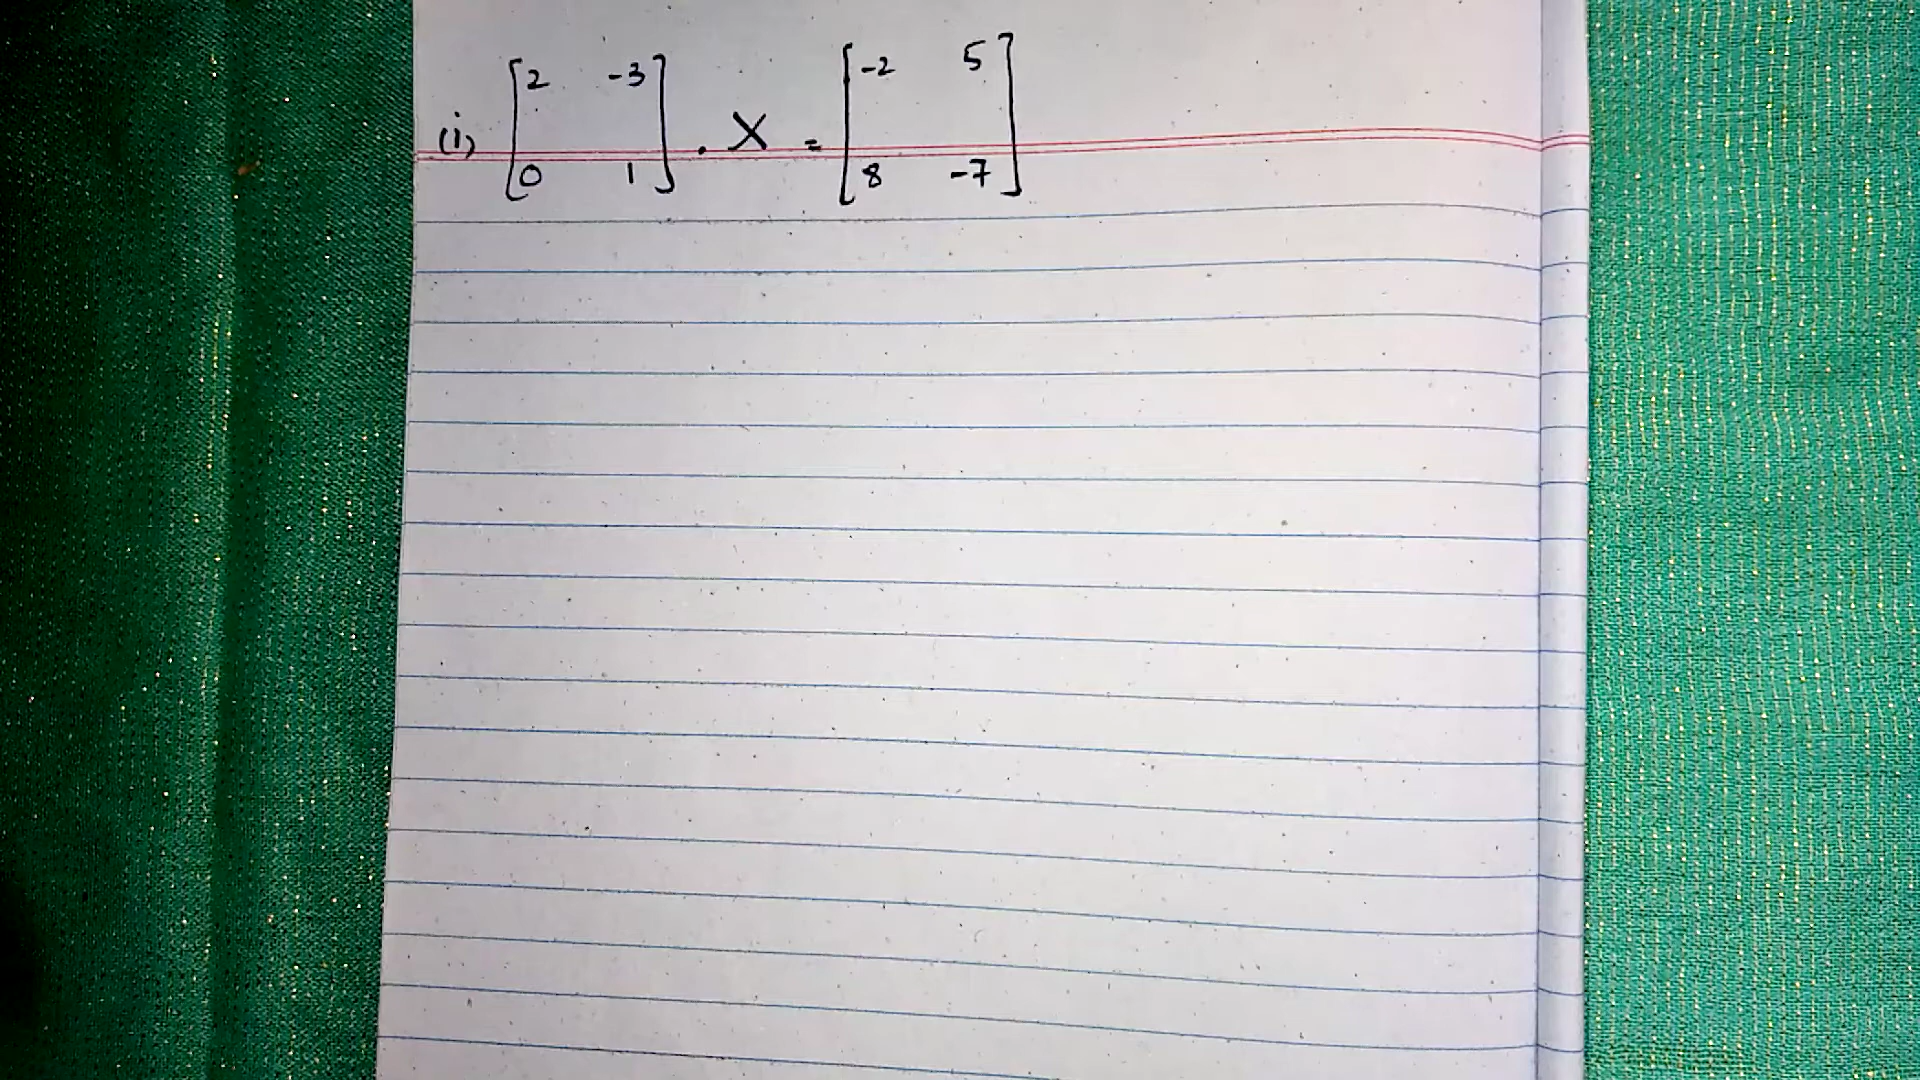 (i) [2 -3
0 1] . X = [-2 5
8 -7]